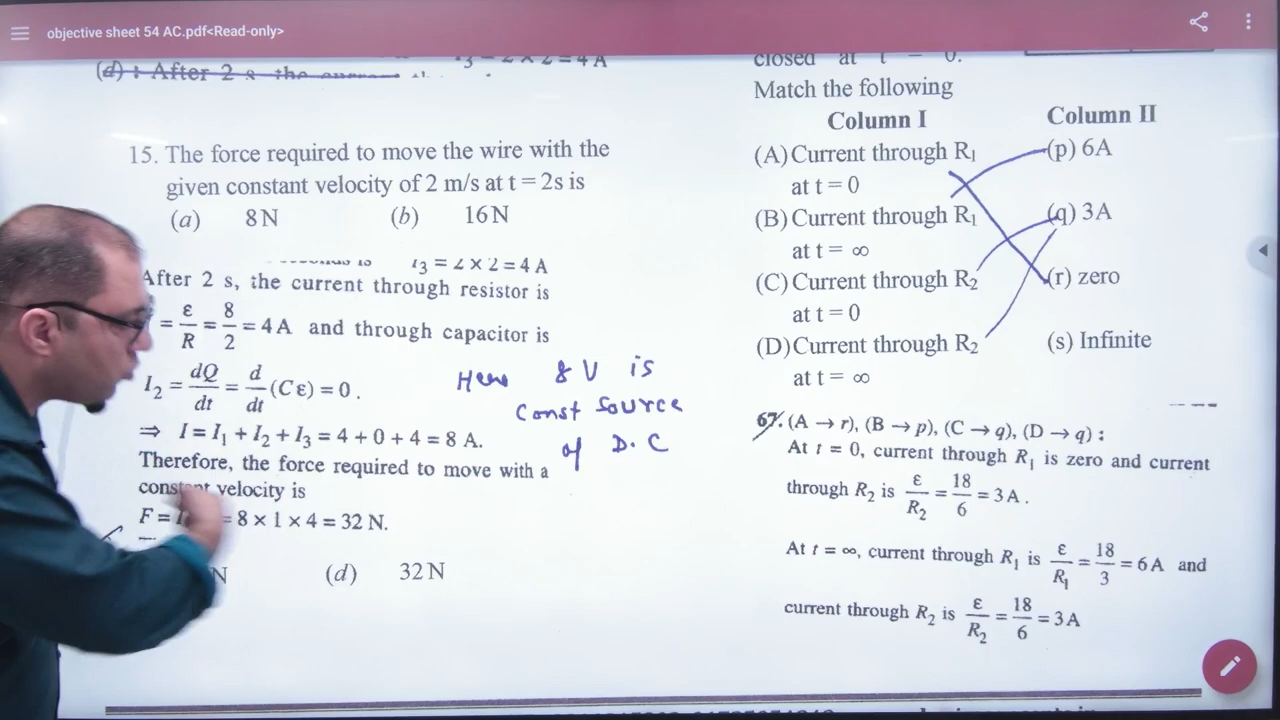 objective sheet 54 AC.pdf<Read-only>
(d) : After 2 s the
15. The force required to move the wire with the
given constant velocity of 2 m/s at t = 2s is
(a) 8 N (b) 16 N
I3 = 2 × 2 = 4 A
After 2 s, the current through resistor is
= ε/R = 8/2 = 4 A and through capacitor is
I2 = dQ/dt = d/dt (Cε) = 0.
Here 8 V is
Const Source
of D.C
⇒ I = I1 + I2 + I3 = 4 + 0 + 4 = 8 A.
Therefore, the force required to move with a
constant velocity is
F = = 8 × 1 × 4 = 32 N.
N (d) 32 N
closed at t = 0.
Match the following
Column I Column II
(A) Current through R1 (p) 6A
at t = 0
(B) Current through R1 (q) 3A
at t = ∞
(C) Current through R2 (r) zero
at t = 0
(D) Current through R2 (s) Infinite
at t = ∞
67. (A → r), (B → p), (C → q), (D → q) :
At t = 0, current through R1 is zero and current
through R2 is ε/R2 = 18/6 = 3 A.
At t = ∞, current through R1 is ε/R1 = 18/3 = 6 A and
current through R2 is ε/R2 = 18/6 = 3 A